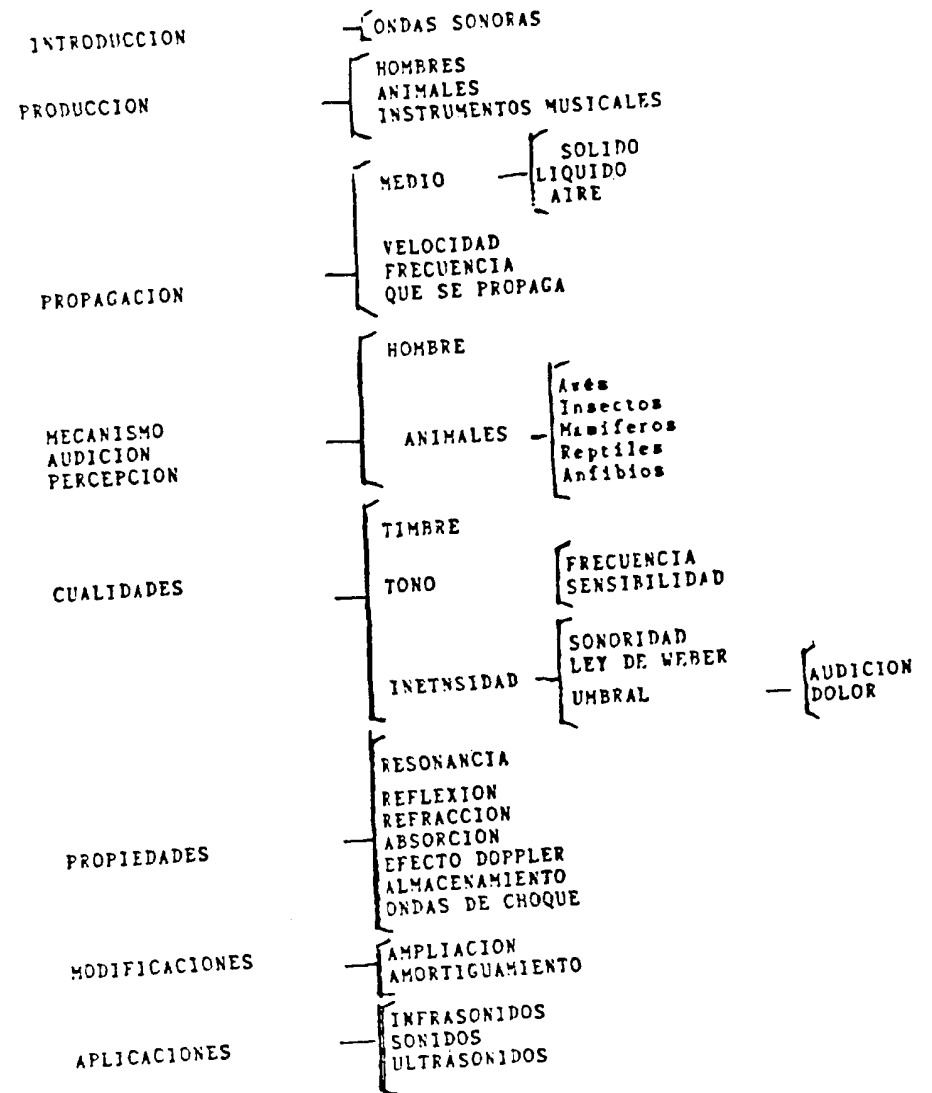 INTRODUCCION
ONDAS SONORAS
PRODUCCION
HOMBRES
ANIMALES
INSTRUMENTOS MUSICALES
PROPAGACION
MEDIO
SOLIDO
LIQUIDO
AIRE
VELOCIDAD
FRECUENCIA
QUE SE PROPAGA
MECANISMO
AUDICION
PERCEPCION
HOMBRE
ANIMALES
Avés
Insectos
Mamiferos
Reptiles
Anfibios
CUALIDADES
TIMBRE
TONO
FRECUENCIA
SENSIBILIDAD
INETNSIDAD
SONORIDAD
LEY DE WEBER
UMBRAL
AUDICION
DOLOR
PROPIEDADES
RESONANCIA
REFLEXION
REFRACCION
ABSORCION
EFECTO DOPPLER
ALMACENAMIENTO
ONDAS DE CHOQUE
MODIFICACIONES
AMPLIACION
AMORTIGUAMIENTO
APLICACIONES
INFRASONIDOS
SONIDOS
ULTRASONIDOS